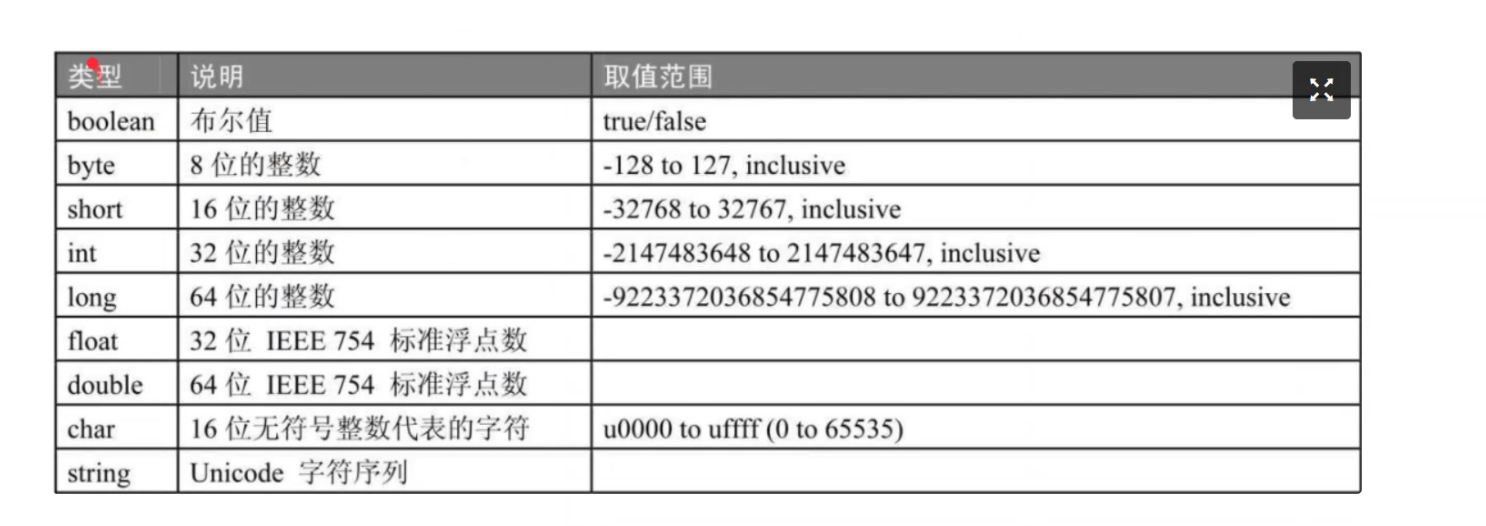 类型 说明 取值范围
boolean 布尔值 true/false
byte 8 位的整数 -128 to 127, inclusive
short 16 位的整数 -32768 to 32767, inclusive
int 32 位的整数 -2147483648 to 2147483647, inclusive
long 64 位的整数 -9223372036854775808 to 9223372036854775807, inclusive
float 32 位 IEEE 754 标准浮点数
double 64 位 IEEE 754 标准浮点数
char 16 位无符号整数代表的字符 u0000 to uffff (0 to 65535)
string Unicode 字符序列